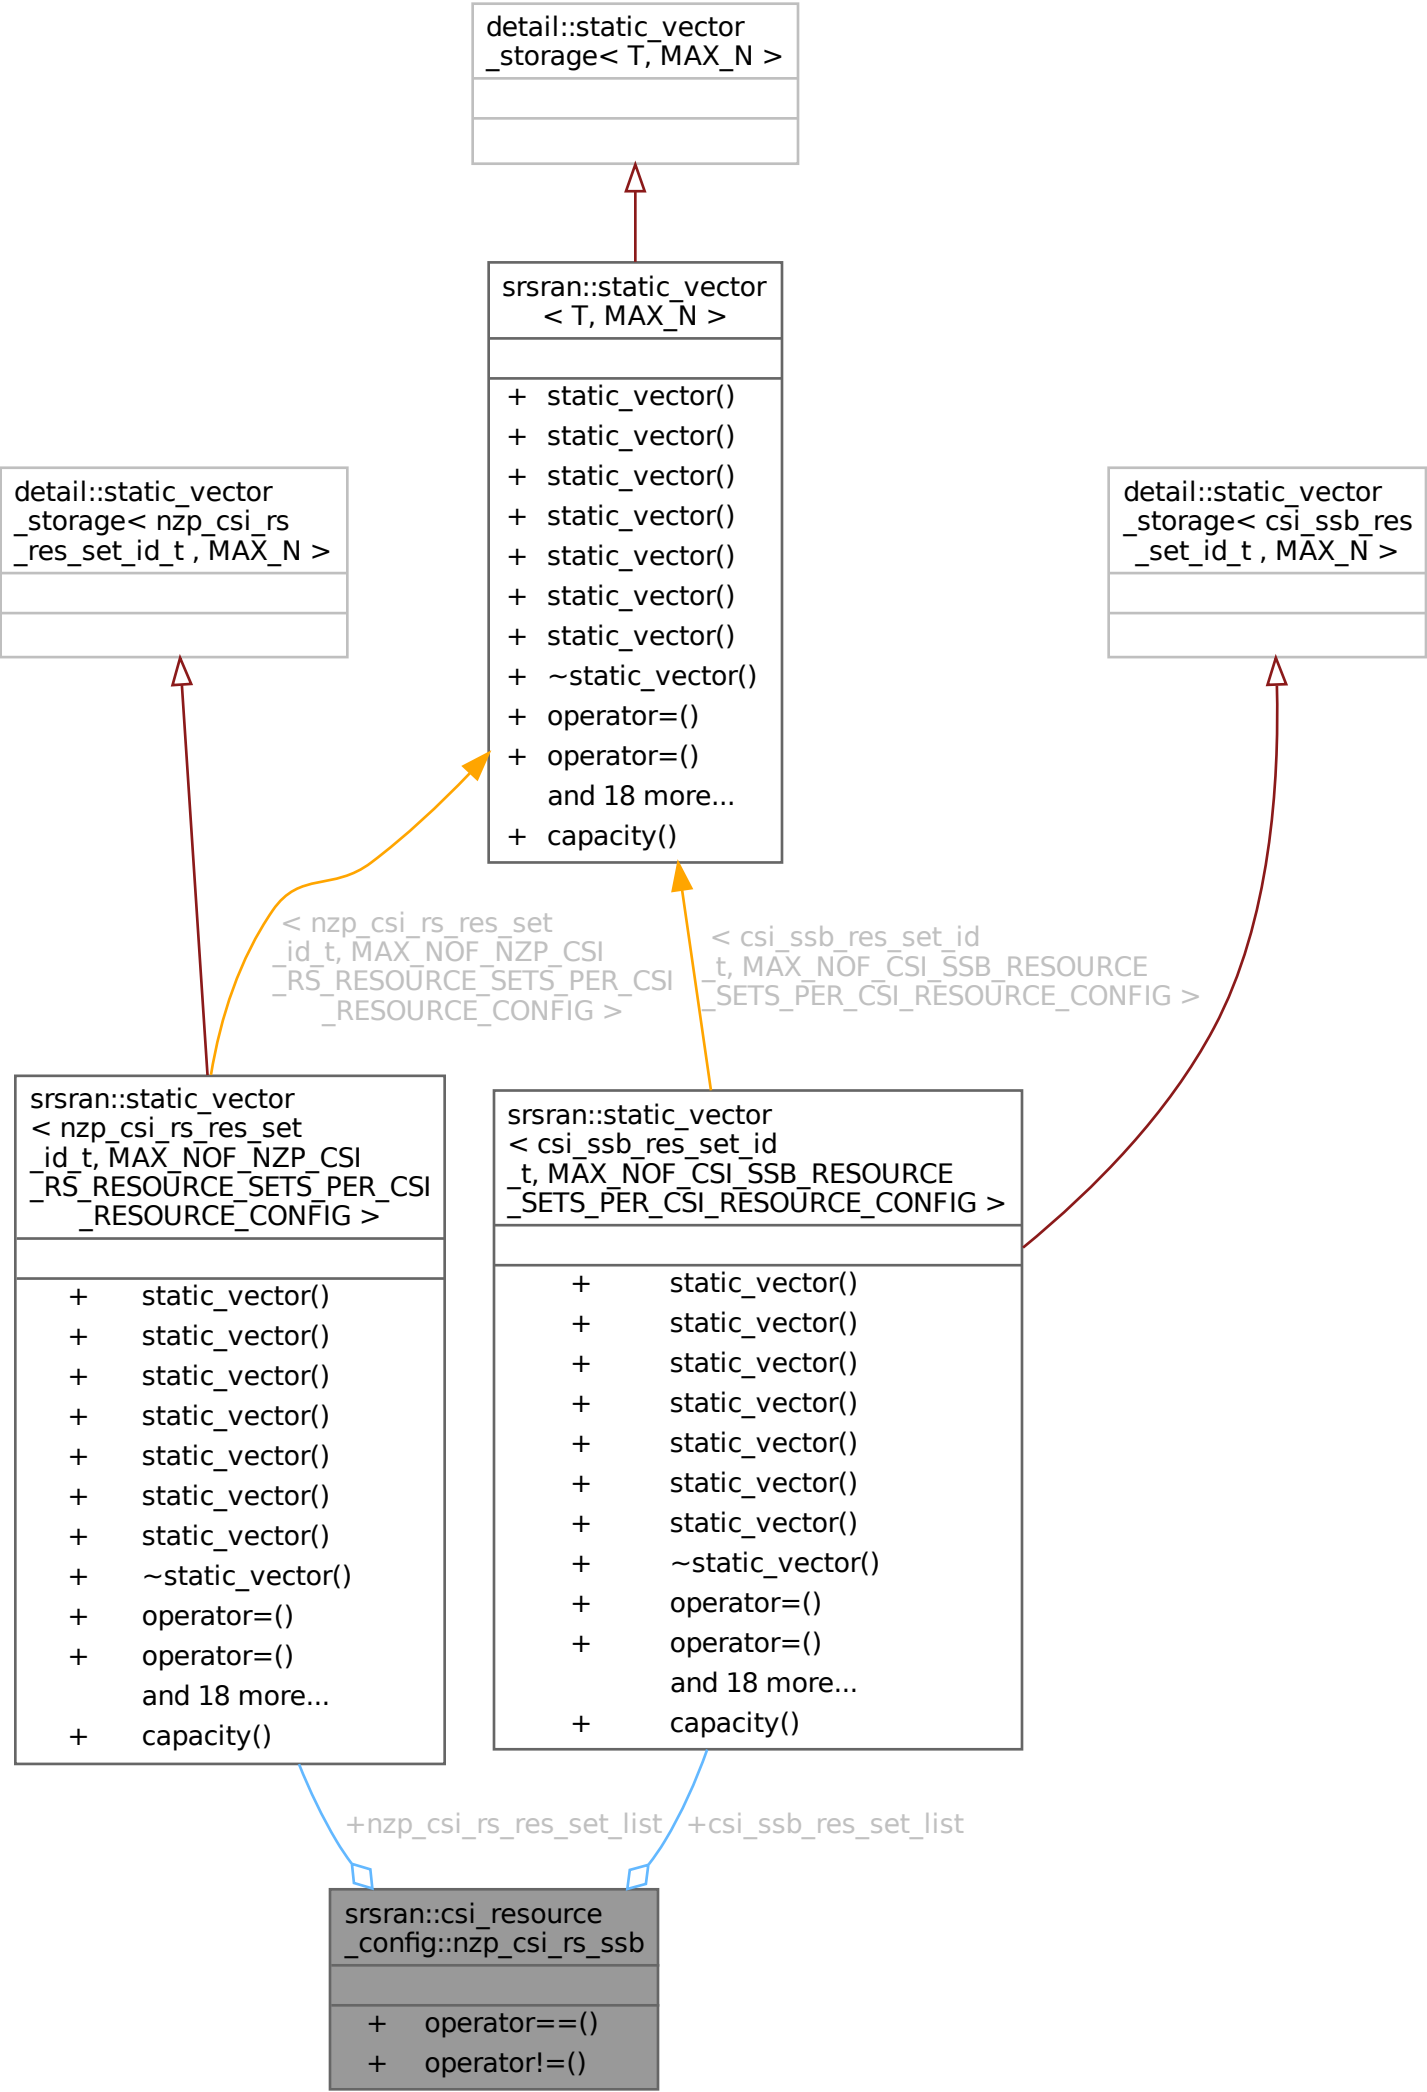 detail::static_vector
_storage< T, MAX_N >
srsran::static_vector
< T, MAX_N >
+ static_vector()
+ static_vector()
+ static_vector()
+ static_vector()
+ static_vector()
+ static_vector()
+ static_vector()
+ ~static_vector()
+ operator=()
+ operator=()
and 18 more...
+ capacity()
detail::static_vector
_storage< nzp_csi_rs
_res_set_id_t , MAX_N >
detail::static_vector
_storage< csi_ssb_res
_set_id_t , MAX_N >
< nzp_csi_rs_res_set
_id_t, MAX_NOF_NZP_CSI
_RS_RESOURCE_SETS_PER_CSI
_RESOURCE_CONFIG >
< csi_ssb_res_set_id
_t, MAX_NOF_CSI_SSB_RESOURCE
_SETS_PER_CSI_RESOURCE_CONFIG >
srsran::static_vector
< nzp_csi_rs_res_set
_id_t, MAX_NOF_NZP_CSI
_RS_RESOURCE_SETS_PER_CSI
_RESOURCE_CONFIG >
+ static_vector()
+ static_vector()
+ static_vector()
+ static_vector()
+ static_vector()
+ static_vector()
+ static_vector()
+ ~static_vector()
+ operator=()
+ operator=()
and 18 more...
+ capacity()
srsran::static_vector
< csi_ssb_res_set_id
_t, MAX_NOF_CSI_SSB_RESOURCE
_SETS_PER_CSI_RESOURCE_CONFIG >
+ static_vector()
+ static_vector()
+ static_vector()
+ static_vector()
+ static_vector()
+ static_vector()
+ static_vector()
+ ~static_vector()
+ operator=()
+ operator=()
and 18 more...
+ capacity()
+nzp_csi_rs_res_set_list
+csi_ssb_res_set_list
srsran::csi_resource
_config::nzp_csi_rs_ssb
+ operator==()
+ operator!=()